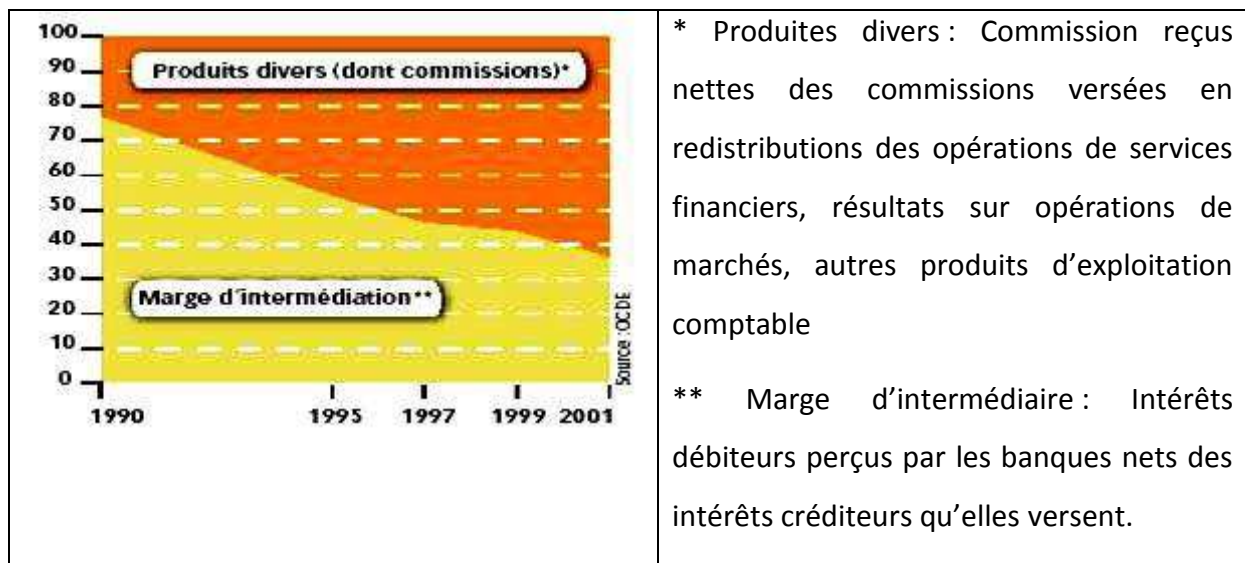 100
90
Produits divers (dont commissions)*
80
70
60
50
40
30
Marge d'intermédiation**
20
10
0
1990
1995
1997
1999
2001
Source : OCDE
* Produites divers : Commission reçus
nettes des commissions versées en
redistributions des opérations de services
financiers, résultats sur opérations de
marchés, autres produits d'exploitation
comptable
** Marge d'intermédiaire : Intérêts
débiteurs perçus par les banques nets des
intérêts créditeurs qu'elles versent.